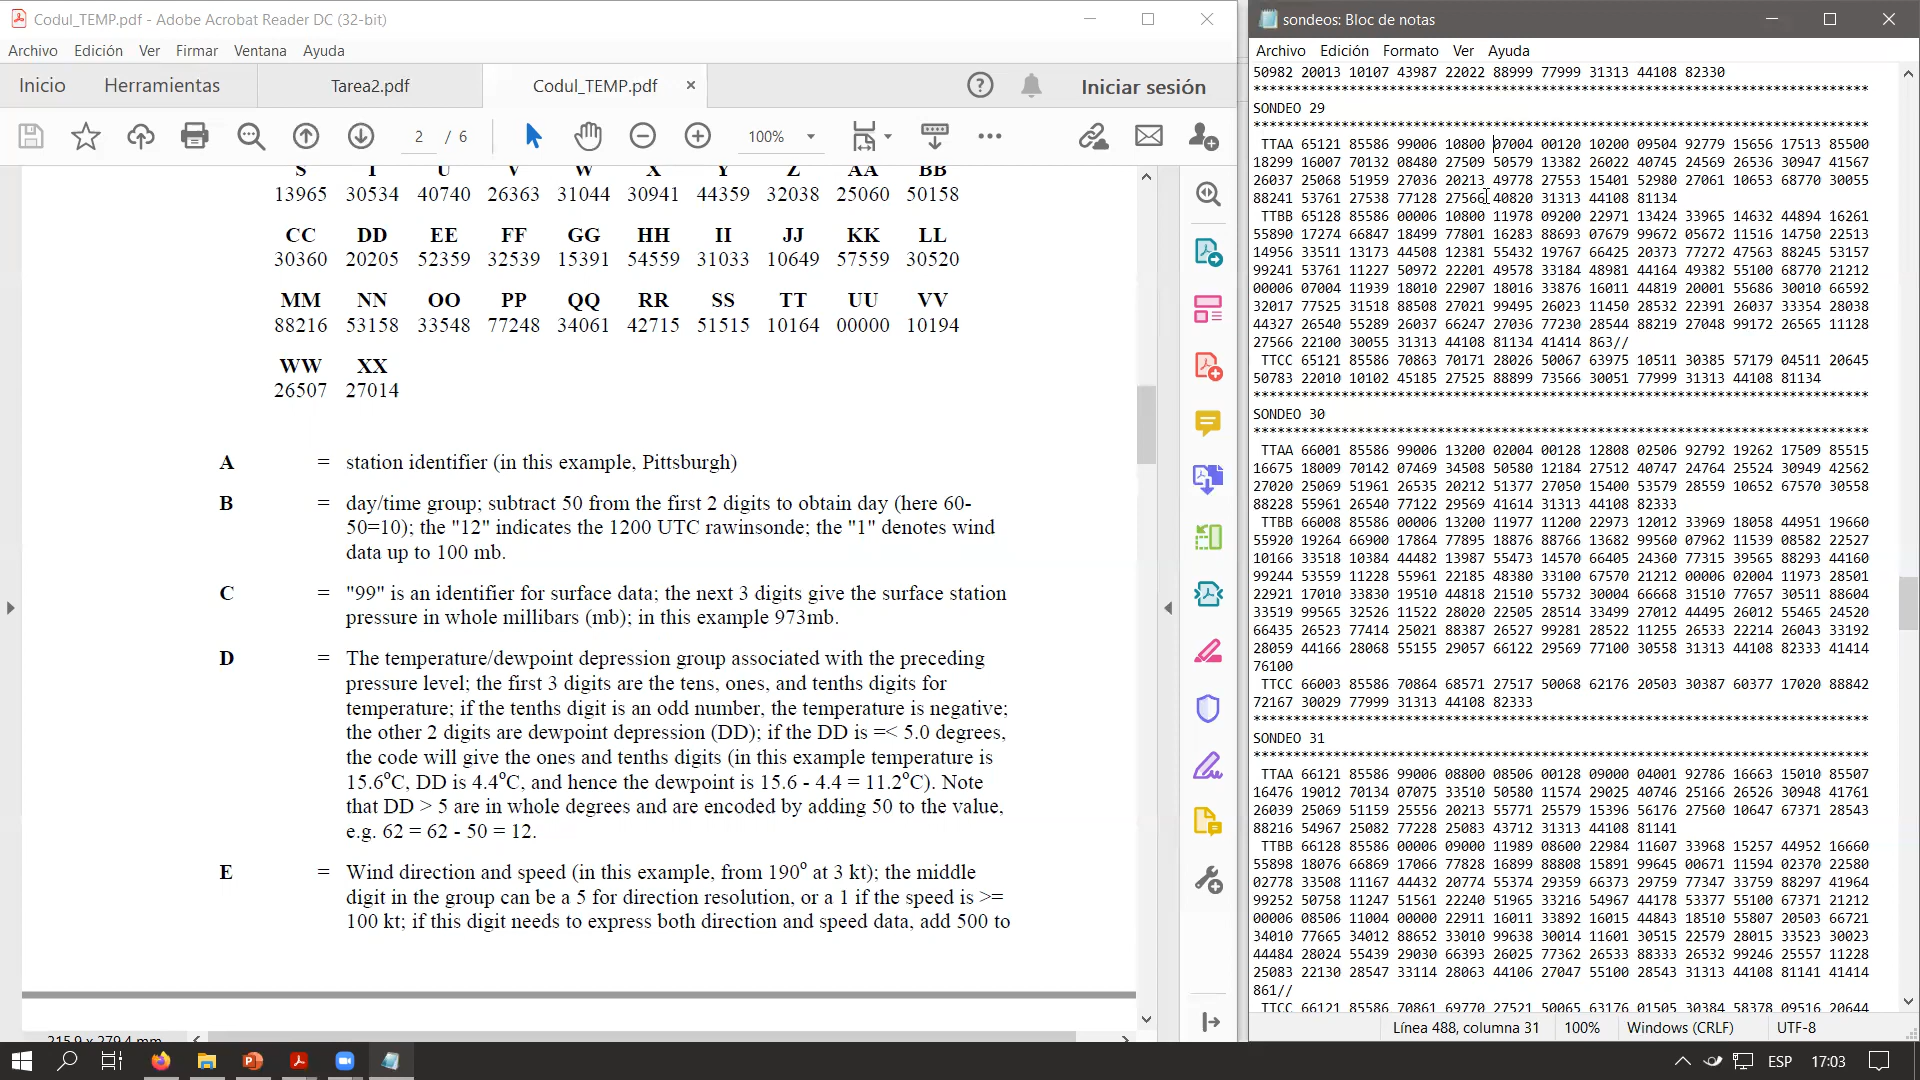 Codul_TEMP.pdf - Adobe Acrobat Reader DC (32-bit)
Archivo Edición Ver Firmar Ventana Ayuda
Inicio Herramientas Tarea2.pdf Codul_TEMP.pdf × Iniciar sesión
2 / 6 100%
S T U V W X Y Z AA BB
13965 30534 40740 26363 31044 30941 44359 32038 25060 50158
CC DD EE FF GG HH II JJ KK LL
30360 20205 52359 32539 15391 54559 31033 10649 57559 30520
MM NN OO PP QQ RR SS TT UU VV
88216 53158 33548 77248 34061 42715 51515 10164 00000 10194
WW XX
26507 27014
A = station identifier (in this example, Pittsburgh)
B = day/time group; subtract 50 from the first 2 digits to obtain day (here 60-
50=10); the "12" indicates the 1200 UTC rawinsonde; the "1" denotes wind
data up to 100 mb.
C = "99" is an identifier for surface data; the next 3 digits give the surface station
pressure in whole millibars (mb); in this example 973mb.
D = The temperature/dewpoint depression group associated with the preceding
pressure level; the first 3 digits are the tens, ones, and tenths digits for
temperature; if the tenths digit is an odd number, the temperature is negative;
the other 2 digits are dewpoint depression (DD); if the DD is =< 5.0 degrees,
the code will give the ones and tenths digits (in this example temperature is
15.6°C, DD is 4.4°C, and hence the dewpoint is 15.6 - 4.4 = 11.2°C). Note
that DD > 5 are in whole degrees and are encoded by adding 50 to the value,
e.g. 62 = 62 - 50 = 12.
E = Wind direction and speed (in this example, from 190° at 3 kt); the middle
digit in the group can be a 5 for direction resolution, or a 1 if the speed is >=
100 kt; if this digit needs to express both direction and speed data, add 500 to
215,9 x 279,4 mm
sondeos: Bloc de notas
Archivo Edición Formato Ver Ayuda
50982 20013 10107 43987 22022 88999 77999 31313 44108 82330
*****************************************************************************
SONDEO 29
*****************************************************************************
TTAA 65121 85586 99006 10800 07004 00120 10200 09504 92779 15656 17513 85500
18299 16007 70132 08480 27509 50579 13382 26022 40745 24569 26536 30947 41567
26037 25068 51959 27036 20213 49778 27553 15401 52980 27061 10653 68770 30055
88241 53761 27538 77128 27566 40820 31313 44108 81134
TTBB 65128 85586 00006 10800 11978 09200 22971 13424 33965 14632 44894 16261
55890 17274 66847 18499 77801 16283 88693 07679 99672 05672 11516 14750 22513
14956 33511 13173 44508 12381 55432 19767 66425 20373 77272 47563 88245 53157
99241 53761 11227 50972 22201 49578 33184 48981 44164 49382 55100 68770 21212
00006 07004 11939 18010 22907 18016 33876 16011 44819 20001 55686 30010 66592
32017 77525 31518 88508 27021 99495 26023 11450 28532 22391 26037 33354 28038
44327 26540 55289 26037 66247 27036 77230 28544 88219 27048 99172 26565 11128
27566 22100 30055 31313 44108 81134 41414 863//
TTCC 65121 85586 70863 70171 28026 50067 63975 10511 30385 57179 04511 20645
50783 22010 10102 45185 27525 88899 73566 30051 77999 31313 44108 81134
*****************************************************************************
SONDEO 30
*****************************************************************************
TTAA 66001 85586 99006 13200 02004 00128 12808 02506 92792 19262 17509 85515
16675 18009 70142 07469 34508 50580 12184 27512 40747 24764 25524 30949 42562
27020 25069 51961 26535 20212 51377 27050 15400 53579 28559 10652 67570 30558
88228 55961 26540 77122 29569 41614 31313 44108 82333
TTBB 66008 85586 00006 13200 11977 11200 22973 12012 33969 18058 44951 19660
55920 19264 66900 17864 77895 18876 88766 13682 99560 07962 11539 08582 22527
10166 33518 10384 44482 13987 55473 14570 66405 24360 77315 39565 88293 44160
99244 53559 11228 55961 22185 48380 33100 67570 21212 00006 02004 11973 28501
22921 17010 33830 19510 44818 21510 55732 30004 66668 31510 77657 30511 88604
33519 99565 32526 11522 28020 22505 28514 33499 27012 44495 26012 55465 24520
66435 26523 77414 25021 88387 26527 99281 28522 11255 26533 22214 26043 33192
28059 44166 28068 55155 29057 66122 29569 77100 30558 31313 44108 82333 41414
76100
TTCC 66003 85586 70864 68571 27517 50068 62176 20503 30387 60377 17020 88842
72167 30029 77999 31313 44108 82333
*****************************************************************************
SONDEO 31
*****************************************************************************
TTAA 66121 85586 99006 08800 08506 00128 09000 04001 92786 16663 15010 85507
16476 19012 70134 07075 33510 50580 11574 29025 40746 25166 26526 30948 41761
26039 25069 51159 25556 20213 55771 25579 15396 56176 27560 10647 67371 28543
88216 54967 25082 77228 25083 43712 31313 44108 81141
TTBB 66128 85586 00006 09000 11989 08600 22984 11607 33968 15257 44952 16660
55898 18076 66869 17066 77828 16899 88808 15891 99645 00671 11594 02370 22580
02778 33508 11167 44432 20774 55374 29359 66373 29759 77347 33759 88297 41964
99252 50758 11247 51561 22240 51965 33216 54967 44178 53377 55100 67371 21212
00006 08506 11004 00000 22911 16011 33892 16015 44843 18510 55807 20503 66721
34010 77665 34012 88652 33010 99638 30014 11601 30515 22579 28015 33523 30023
44484 28024 55439 29030 66393 26025 77362 26533 88333 26532 99246 25557 11228
25083 22130 28547 33114 28063 44106 27047 55100 28543 31313 44108 81141 41414
861//
TTCC 66121 85586 70861 69770 27521 50065 63176 01505 30384 58378 09516 20644
Línea 488, columna 31 100% Windows (CRLF) UTF-8
ESP 17:03